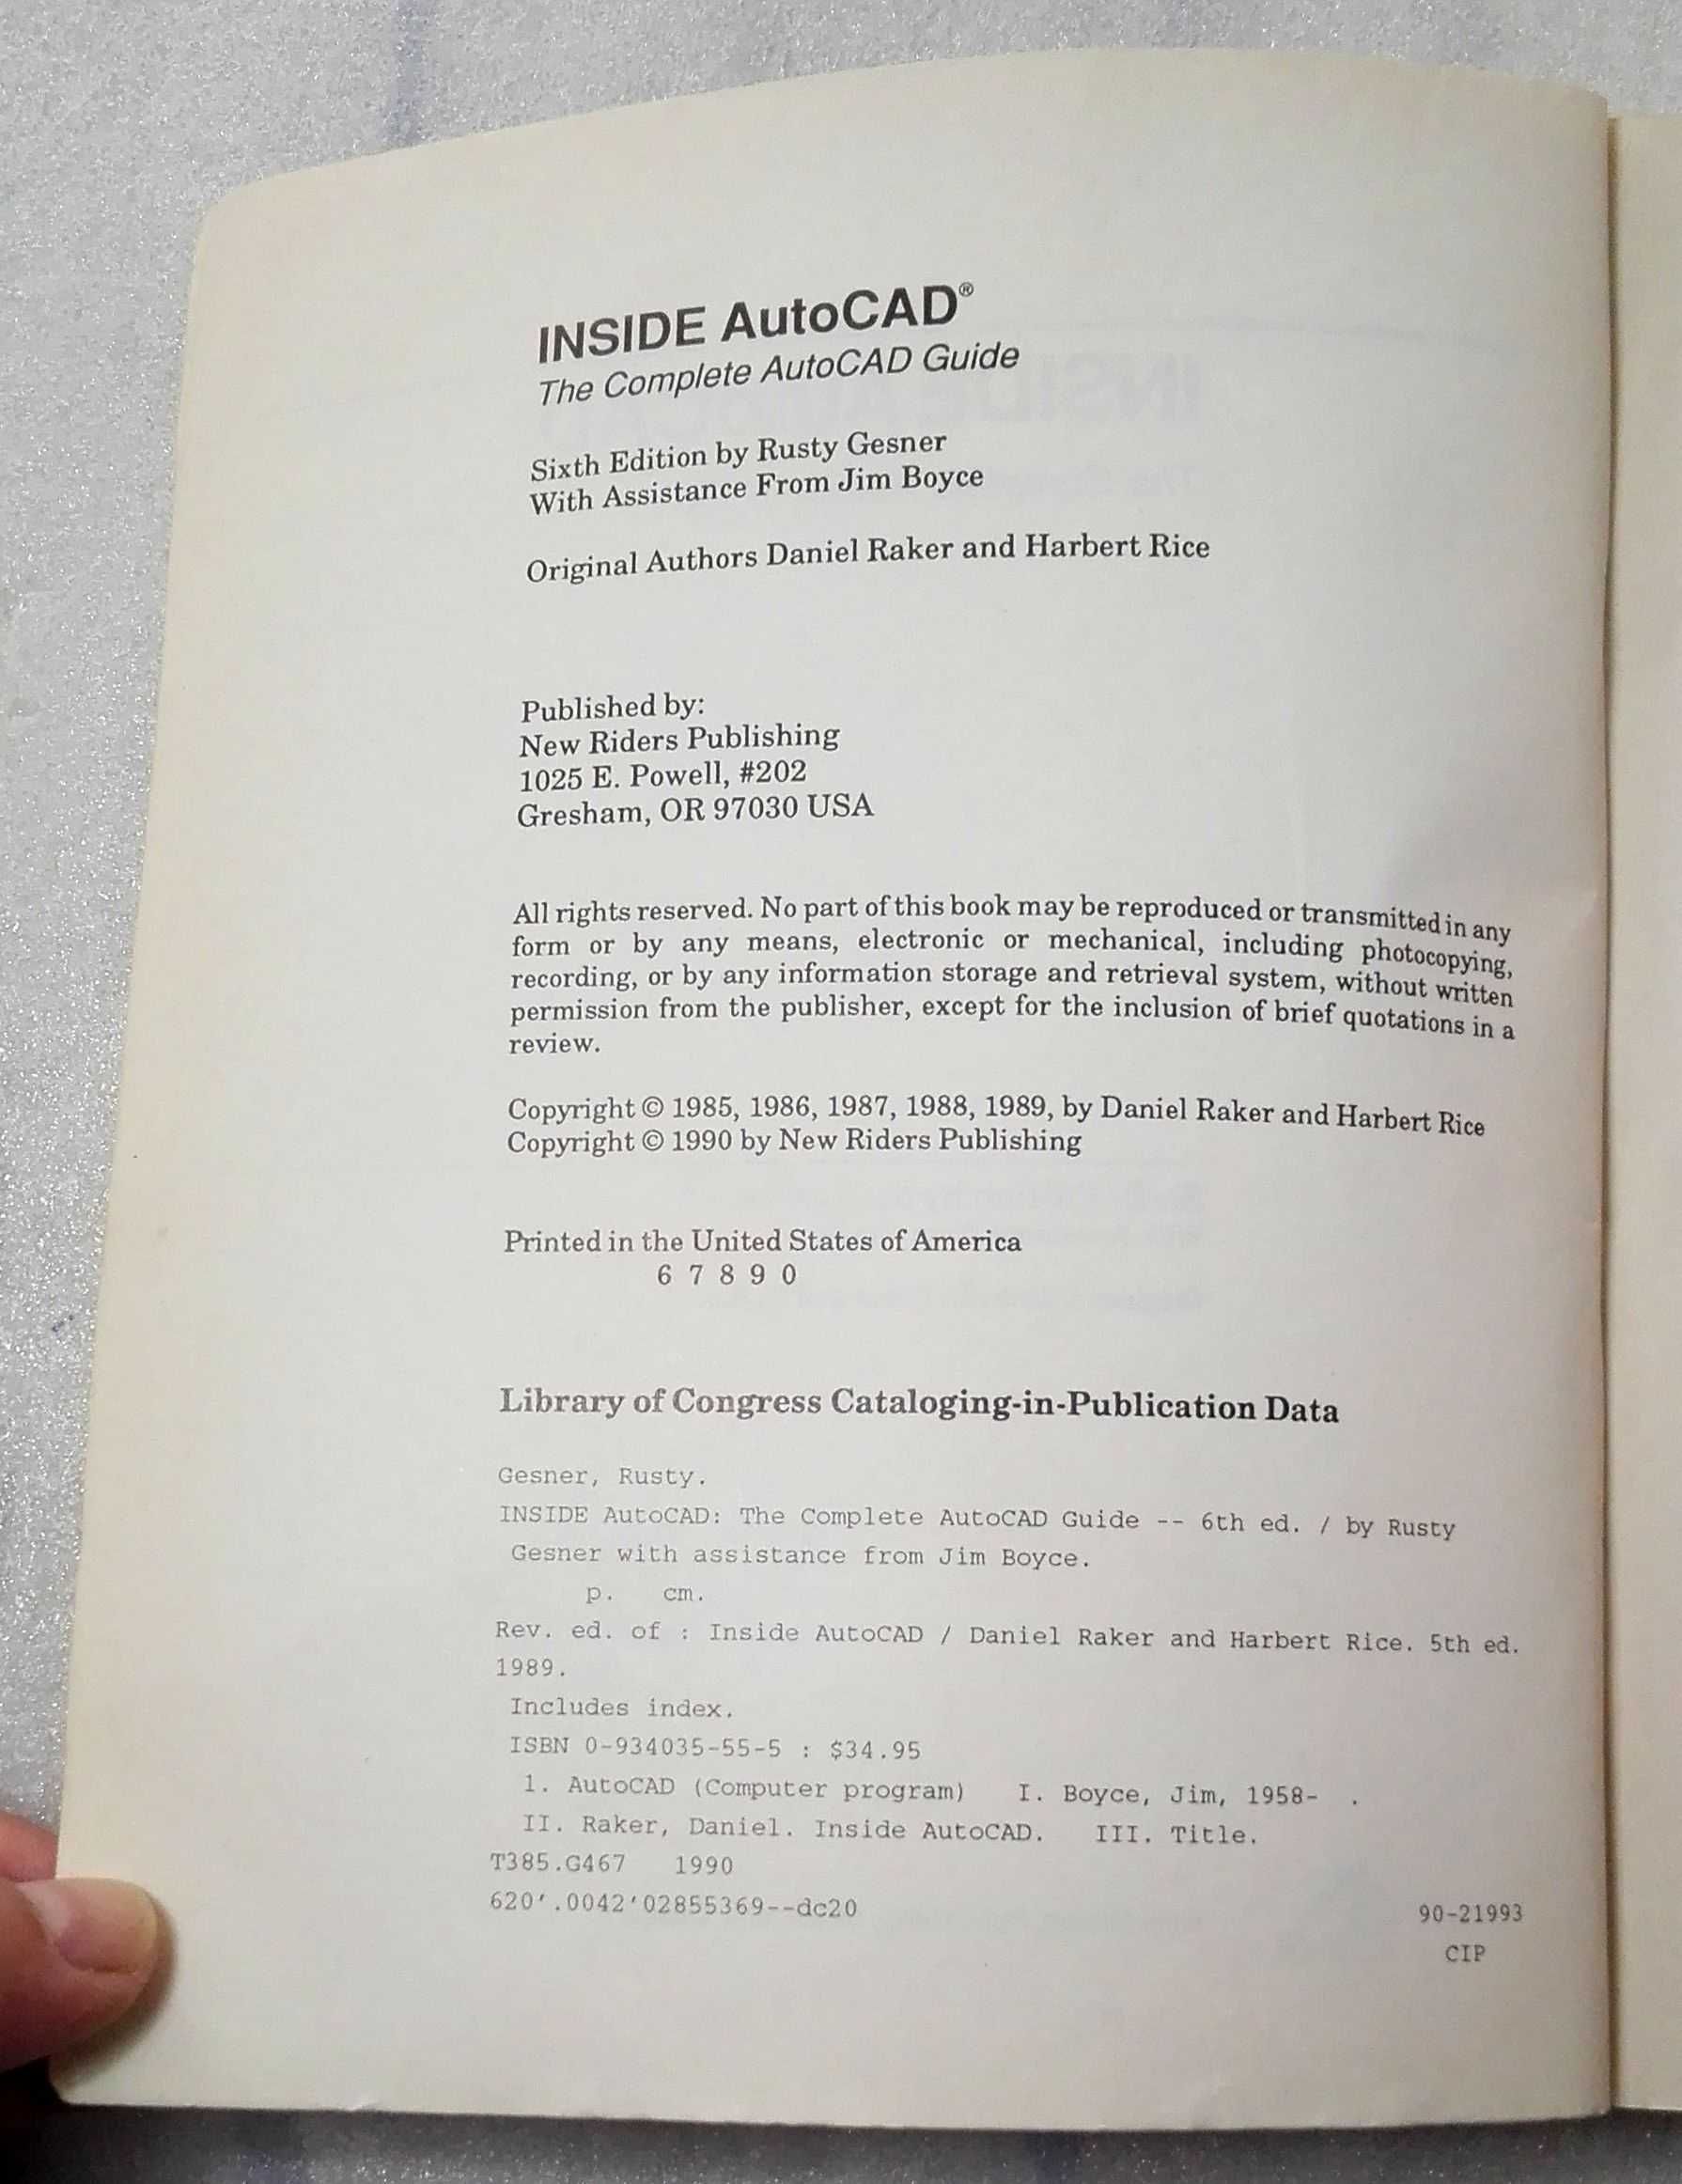 INSIDE AutoCAD®
The Complete AutoCAD Guide
Sixth Edition by Rusty Gesner
With Assistance From Jim Boyce
Original Authors Daniel Raker and Harbert Rice
Published by:
New Riders Publishing
1025 E. Powell, #202
Gresham, OR 97030 USA
All rights reserved. No part of this book may be reproduced or transmitted in any
form or by any means, electronic or mechanical, including photocopying,
recording, or by any information storage and retrieval system, without written
permission from the publisher, except for the inclusion of brief quotations in a
review.
Copyright © 1985, 1986, 1987, 1988, 1989, by Daniel Raker and Harbert Rice
Copyright © 1990 by New Riders Publishing
Printed in the United States of America
6 7 8 9 0
Library of Congress Cataloging-in-Publication Data
Gesner, Rusty.
INSIDE AutoCAD: The Complete AutoCAD Guide -- 6th ed. / by Rusty
Gesner with assistance from Jim Boyce.
p. cm.
Rev. ed. of : Inside AutoCAD / Daniel Raker and Harbert Rice. 5th ed.
1989.
Includes index.
ISBN 0-934035-55-5 : $34.95
1. AutoCAD (Computer program) I. Boyce, Jim, 1958- .
II. Raker, Daniel. Inside AutoCAD. III. Title.
T385.G467 1990
620'.0042'02855369--dc20 90-21993
CIP